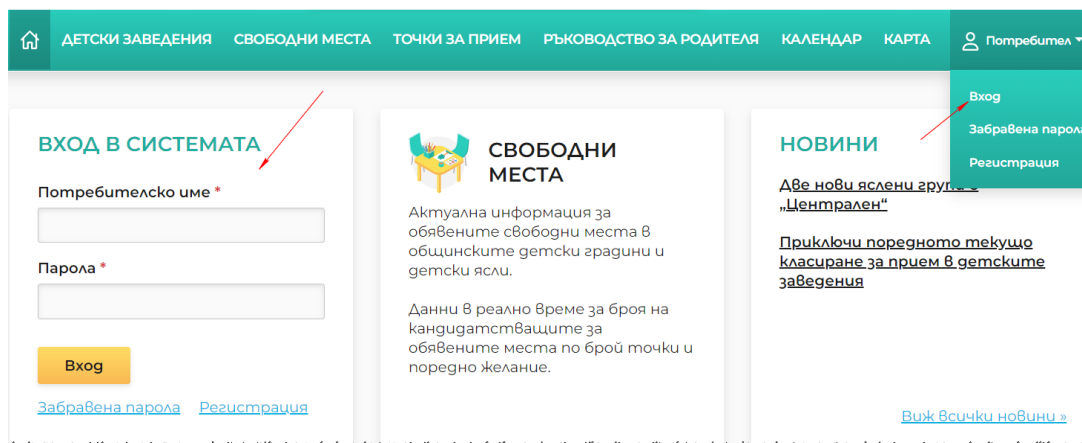 ДЕТСКИ ЗАВЕДЕНИЯ СВОБОДНИ МЕСТА ТОЧКИ ЗА ПРИЕМ РЪКОВОДСТВО ЗА РОДИТЕЛЯ КАЛЕНДАР КАРТА Потребител
Вход
Забравена парола
Регистрация
ВХОД В СИСТЕМАТА
Потребителско име *
Парола *
Вход
Забравена парола Регистрация
СВОБОДНИ
МЕСТА
Актуална информация за
обявените свободни места в
общинските детски градини и
детски ясли.
Данни в реално време за броя на
кандидатстващите за
обявените места по брой точки и
поредно желание.
НОВИНИ
Две нови яслени
„Централен“
Приключи поредното текущо
класиране за прием в детските
заведения
Виж всички новини »